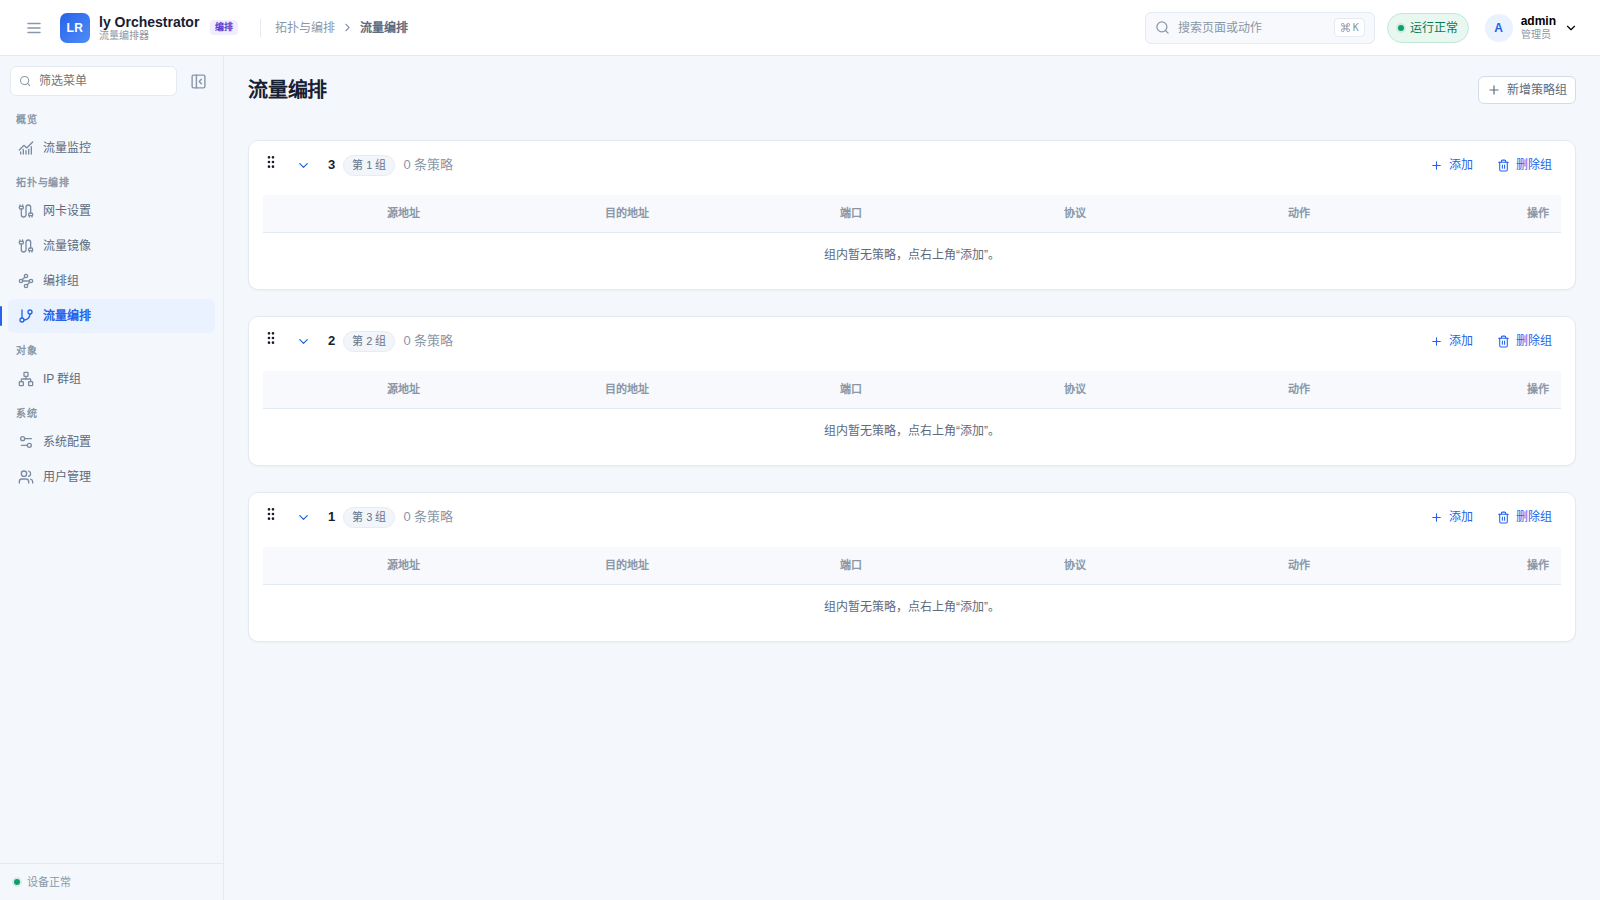 LR
ly Orchestrator 编排
流量编排器
拓扑与编排 > 流量编排
搜索页面或动作 ⌘K
运行正常
A
admin
管理员
筛选菜单
概览
流量监控
拓扑与编排
网卡设置
流量镜像
编排组
流量编排
对象
IP 群组
系统
系统配置
用户管理
设备正常
流量编排
新增策略组
3 第 1 组 0 条策略 添加 删除组
源地址 目的地址 端口 协议 动作 操作
组内暂无策略，点右上角“添加”。
2 第 2 组 0 条策略 添加 删除组
源地址 目的地址 端口 协议 动作 操作
组内暂无策略，点右上角“添加”。
1 第 3 组 0 条策略 添加 删除组
源地址 目的地址 端口 协议 动作 操作
组内暂无策略，点右上角“添加”。